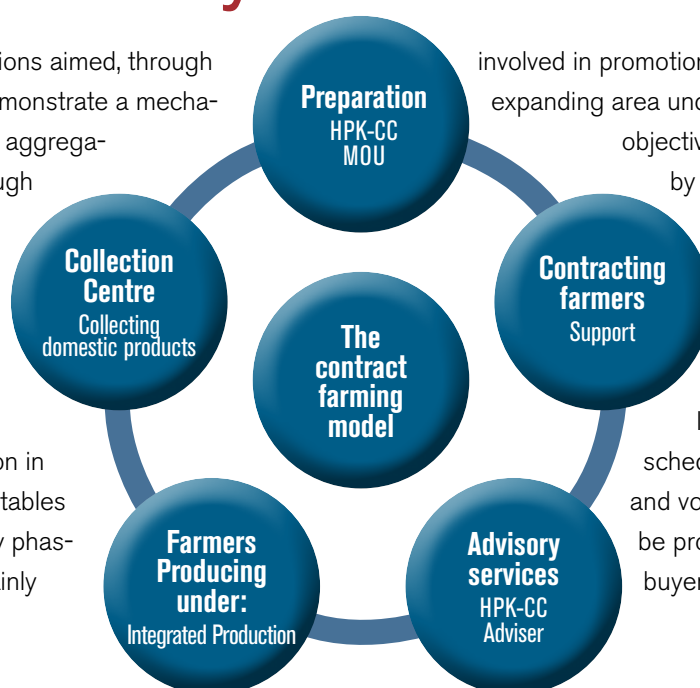 ions aimed, through
monstrate a mecha-
aggrega-
ugh
involved in promotion
expanding area und
objectiv
by
Preparation
HPK-CC
MOU
Collection
Centre
Collecting
domestic products
Contracting
farmers
Support
The
contract
farming
model
on in
tables
y phas-
inly
sched
and vo
be pro
buyer
Farmers
Producing
under:
Integrated Production
Advisory
services
HPK-CC
Adviser